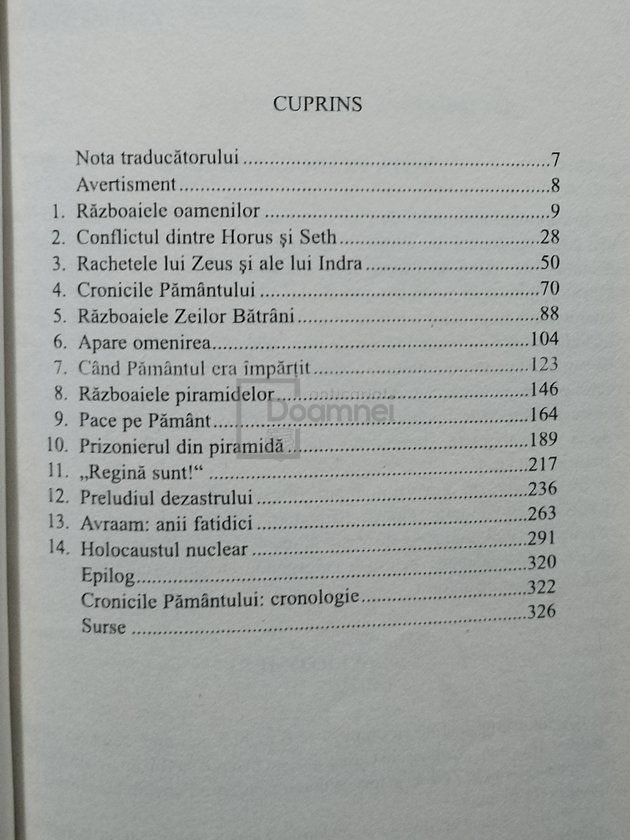 CUPRINS
Nota traducătorului ........ 7
Avertisment ........ 8
1. Războaiele oamenilor ........ 9
2. Conflictul dintre Horus şi Seth ........ 28
3. Rachetele lui Zeus şi ale lui Indra ........ 50
4. Cronicile Pământului ........ 70
5. Războaiele Zeilor Bătrâni ........ 88
6. Apare omenirea ........ 104
7. Când Pământul era împărţit ........ 123
8. Războaiele piramidelor ........ 146
antikariat
Doamnei
9. Pace pe Pământ ........ 164
10. Prizonierul din piramidă ........ 189
11. „Regină sunt!“ ........ 217
12. Preludiul dezastrului ........ 236
13. Avraam: anii fatidici ........ 263
14. Holocaustul nuclear ........ 291
Epilog ........ 320
Cronicile Pământului: cronologie ........ 322
Surse ........ 326